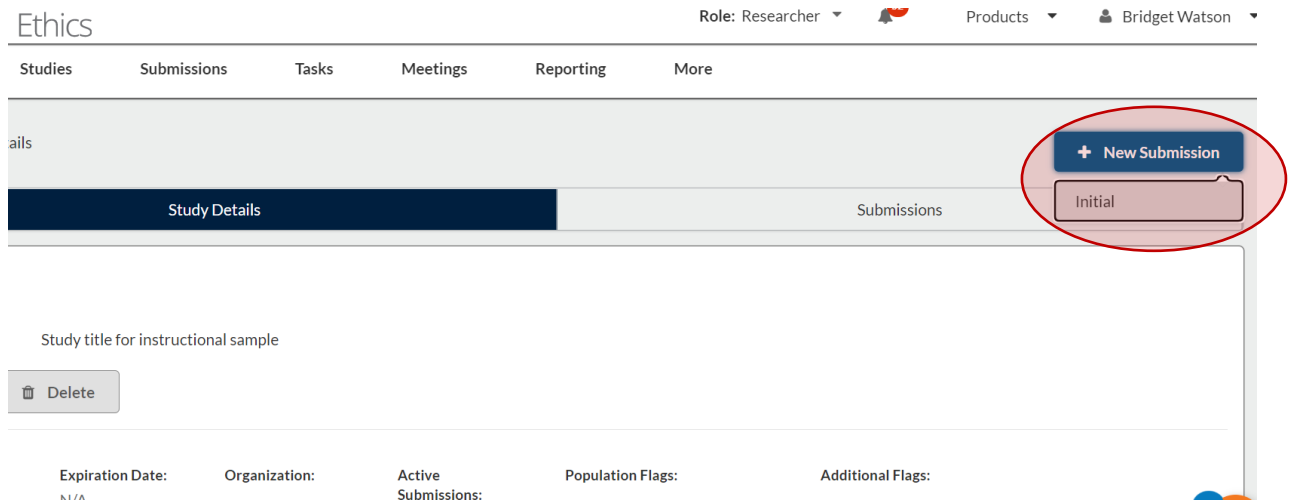 Ethics
Role: Researcher
Products
Bridget Watson
Studies Submissions Tasks Meetings Reporting More
ails
+ New Submission
Initial
Study Details
Submissions
Study title for instructional sample
Delete
Expiration Date: Organization: Active Submissions: Population Flags: Additional Flags:
N/A